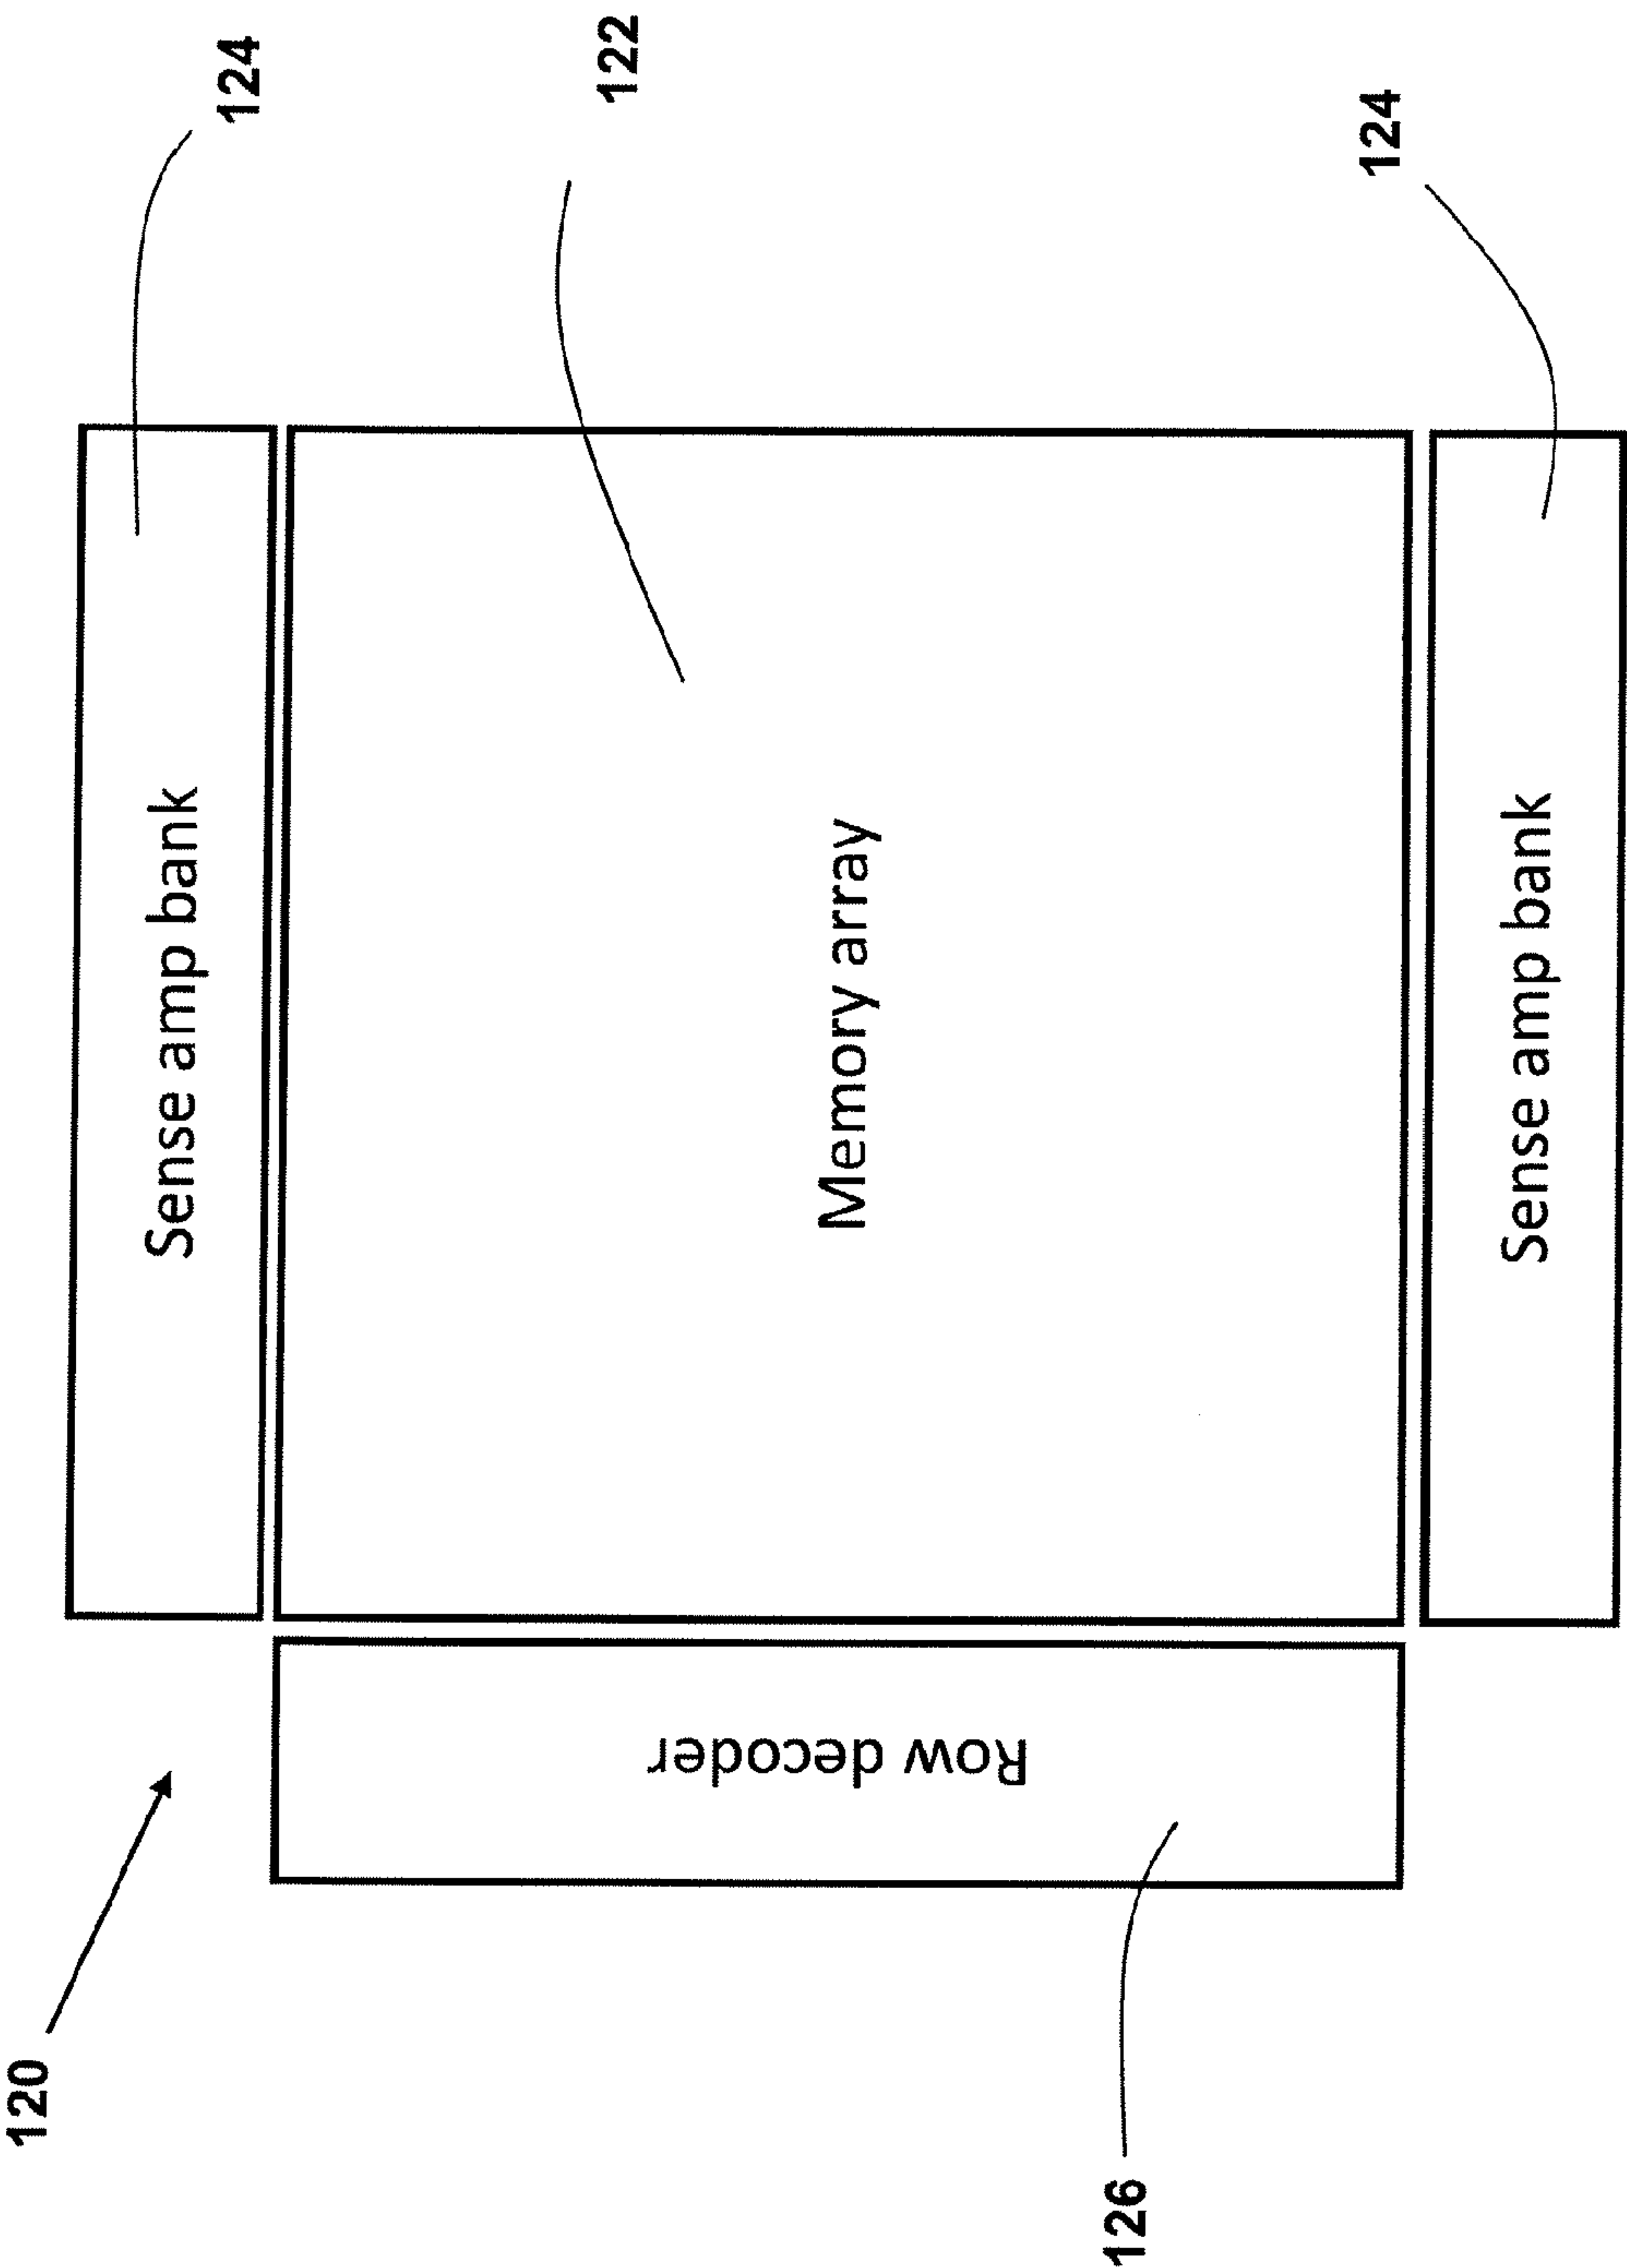 120
124
Sense amp bank
122
Memory array
Row decoder
126
124
Sense amp bank